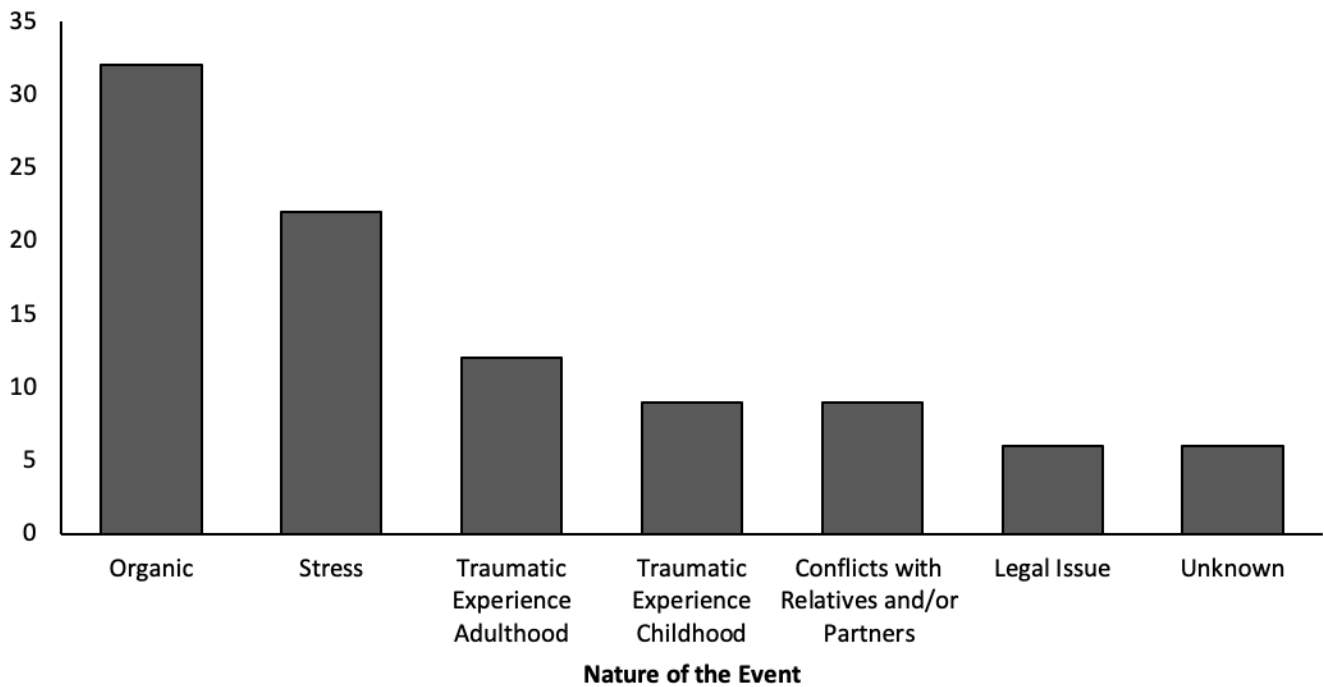 35
30
25
20
15
10
5
0
Organic
Stress
Traumatic
Experience
Adulthood
Traumatic
Experience
Childhood
Conflicts with
Relatives and/or
Partners
Legal Issue
Unknown
Nature of the Event